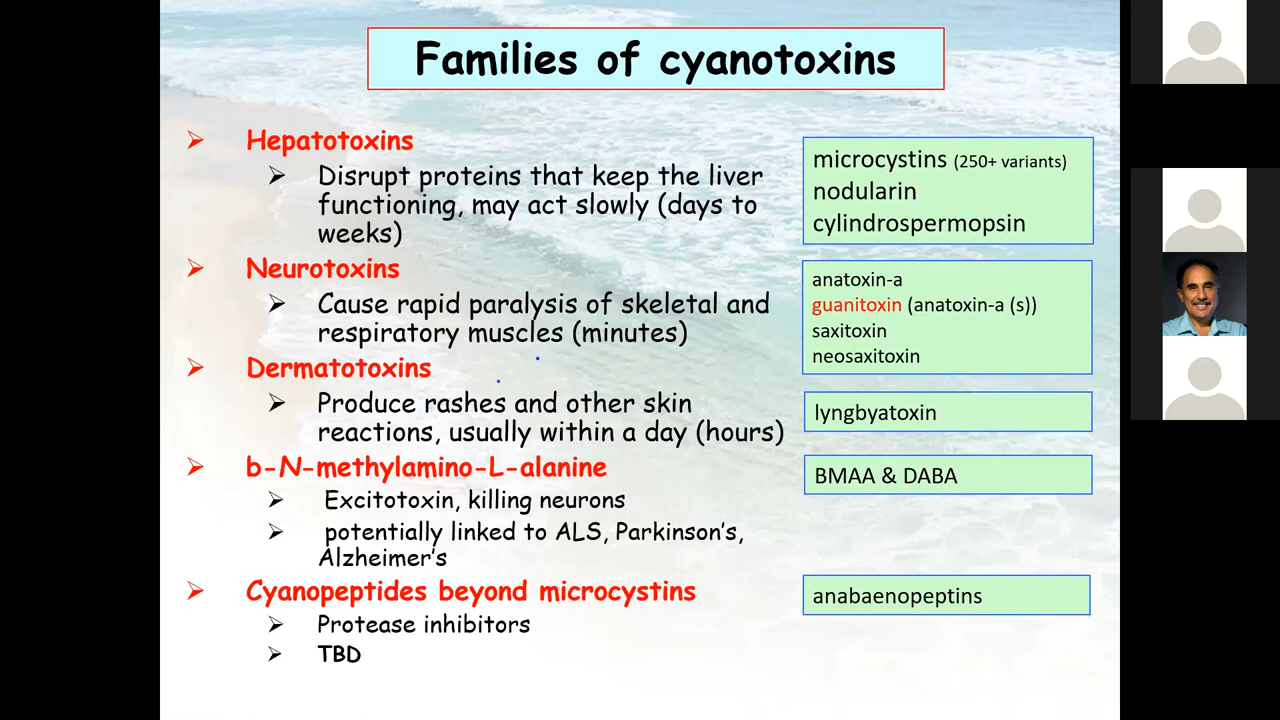 Families of cyanotoxins
Hepatotoxins
Disrupt proteins that keep the liver
functioning, may act slowly (days to
weeks)
microcystins (250+ variants)
nodularin
cylindrospermopsin
Neurotoxins
Cause rapid paralysis of skeletal and
respiratory muscles (minutes)
anatoxin-a
guanitoxin (anatoxin-a (s))
saxitoxin
neosaxitoxin
Dermatotoxins
Produce rashes and other skin
reactions, usually within a day (hours)
lyngbyatoxin
b-N-methylamino-L-alanine
Excitotoxin, killing neurons
potentially linked to ALS, Parkinson's,
Alzheimer's
BMAA & DABA
Cyanopeptides beyond microcystins
Protease inhibitors
TBD
anabaenopeptins